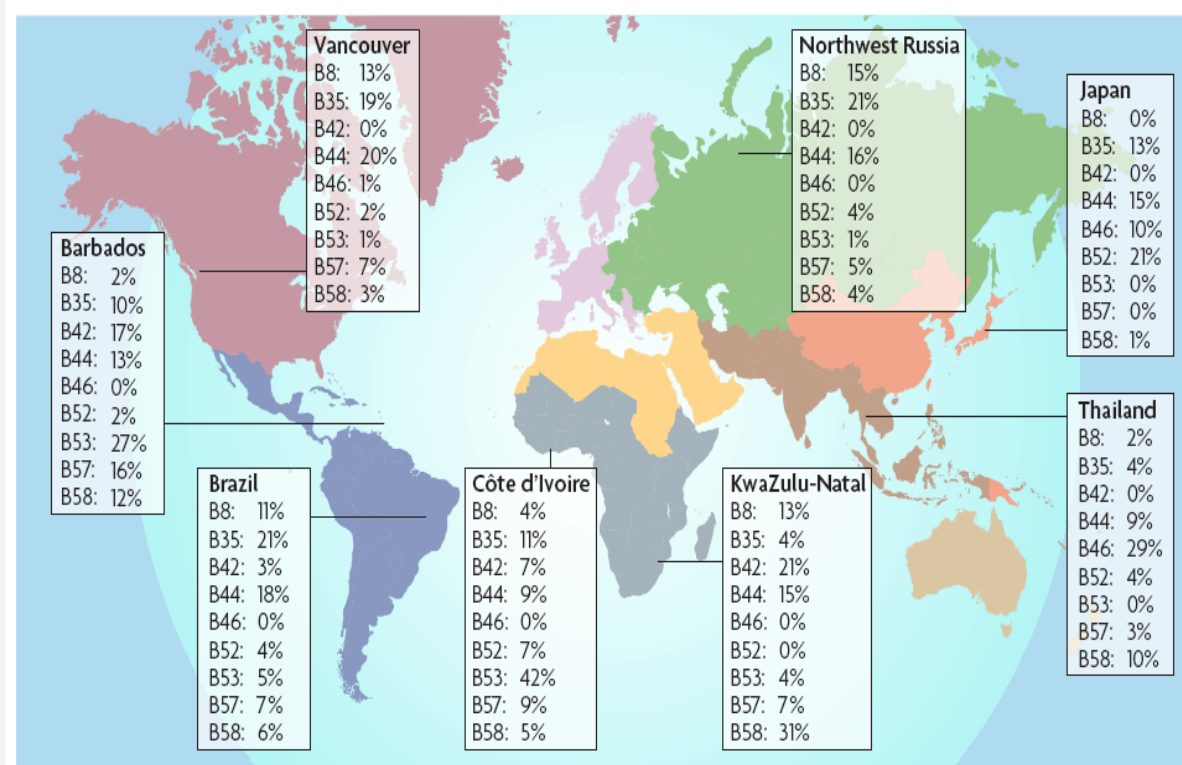 Vancouver
B8: 13%
B35: 19%
B42: 0%
B44: 20%
B46: 1%
B52: 2%
B53: 1%
B57: 7%
B58: 3%
Northwest Russia
B8: 15%
B35: 21%
B42: 0%
B44: 16%
B46: 0%
B52: 4%
B53: 1%
B57: 5%
B58: 4%
Japan
B8: 0%
B35: 13%
B42: 0%
B44: 15%
B46: 10%
B52: 21%
B53: 0%
B57: 0%
B58: 1%
Barbados
B8: 2%
B35: 10%
B42: 17%
B44: 13%
B46: 0%
B52: 2%
B53: 27%
B57: 16%
B58: 12%
Thailand
B8: 2%
B35: 4%
B42: 0%
B44: 9%
B46: 29%
B52: 4%
B53: 0%
B57: 3%
B58: 10%
Brazil
B8: 11%
B35: 21%
B42: 3%
B44: 18%
B46: 0%
B52: 4%
B53: 5%
B57: 7%
B58: 6%
Côte d'Ivoire
B8: 4%
B35: 11%
B42: 7%
B44: 9%
B46: 0%
B52: 7%
B53: 42%
B57: 9%
B58: 5%
KwaZulu-Natal
B8: 13%
B35: 4%
B42: 21%
B44: 15%
B46: 0%
B52: 0%
B53: 4%
B57: 7%
B58: 31%